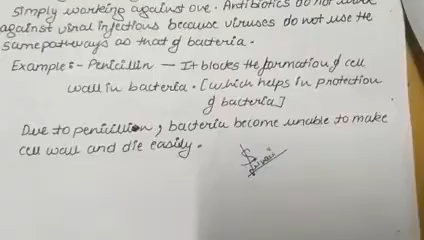 simply working against one. Antibiotics do not work
against viral infections because viruses do not use the
same pathways as that of bacteria.
Example:- Penicillin — It blocks the formation of cell
wall in bacteria. [which helps in protection
of bacteria]
Due to penicillion, bacteria become unable to make
cell wall and die easily.